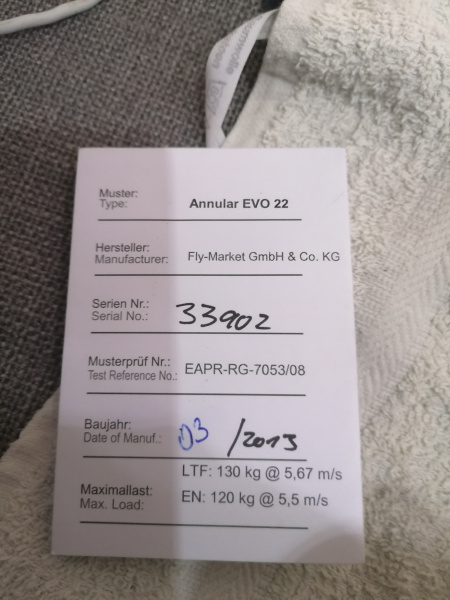 Muster:
Type: Annular EVO 22
Hersteller:
Manufacturer: Fly-Market GmbH & Co. KG
Serien Nr.:
Serial No.: 33902
Musterprüf Nr.:
Test Reference No.: EAPR-RG-7053/08
Baujahr:
Date of Manuf.: 03/2013
LTF: 130 kg @ 5,67 m/s
Maximallast: EN: 120 kg @ 5,5 m/s
Max. Load: